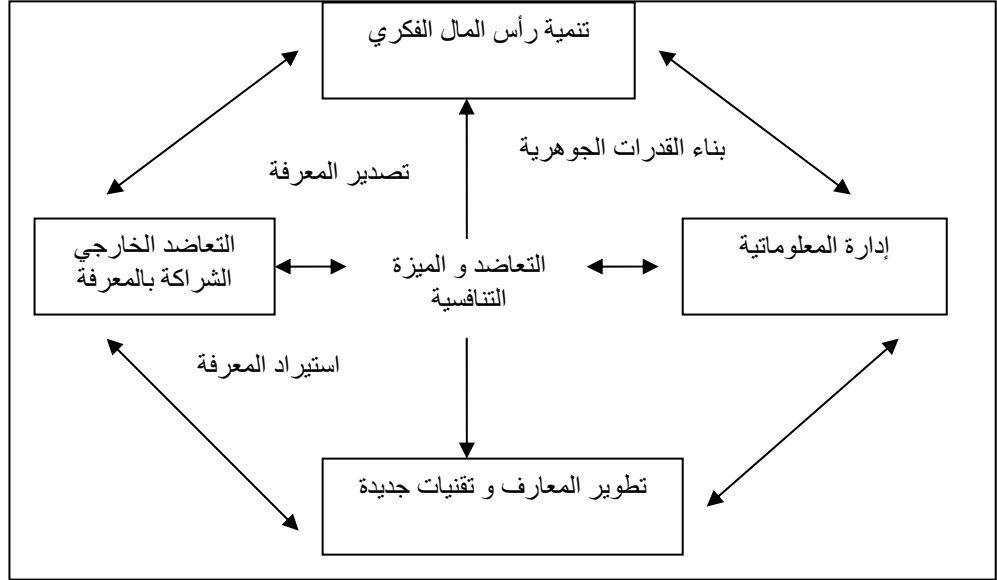 تنمية رأس المال الفكري
بناء القدرات الجوهرية
تصدير المعرفة
إدارة المعلوماتية
التعاضد و الميزة
التنافسية
التعاضد الخارجي
الشراكة بالمعرفة
استيراد المعرفة
تطوير المعارف و تقنيات جديدة